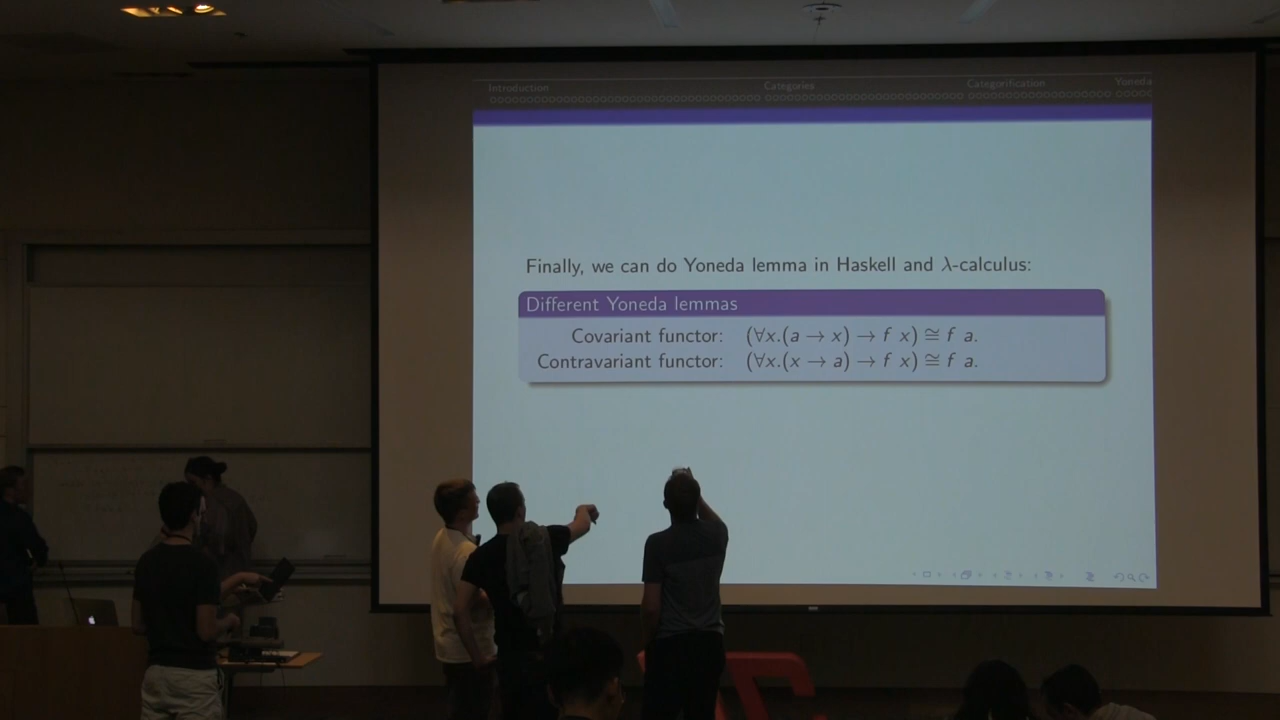 Introduction Categories Categorification Yoneda
Finally, we can do Yoneda lemma in Haskell and λ-calculus:
Different Yoneda lemmas
Covariant functor: (∀x.(a → x) → f x) ≅ f a.
Contravariant functor: (∀x.(x → a) → f x) ≅ f a.